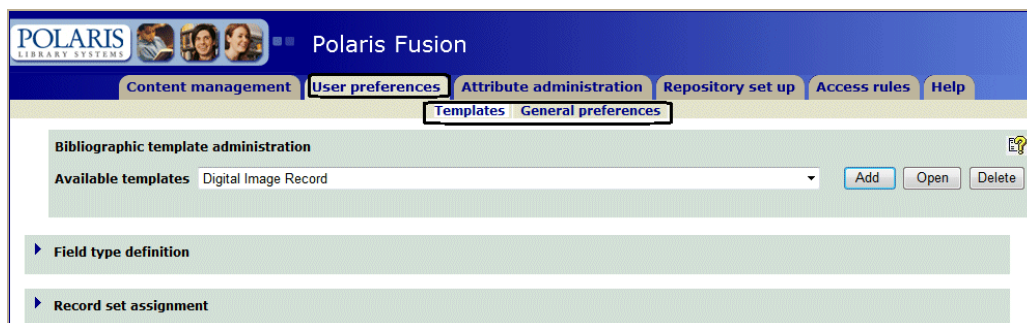 POLARIS
LIBRARY SYSTEMS
Polaris Fusion
Content management User preferences Attribute administration Repository set up Access rules Help
Templates General preferences
Bibliographic template administration
Available templates Digital Image Record Add Open Delete
Field type definition
Record set assignment